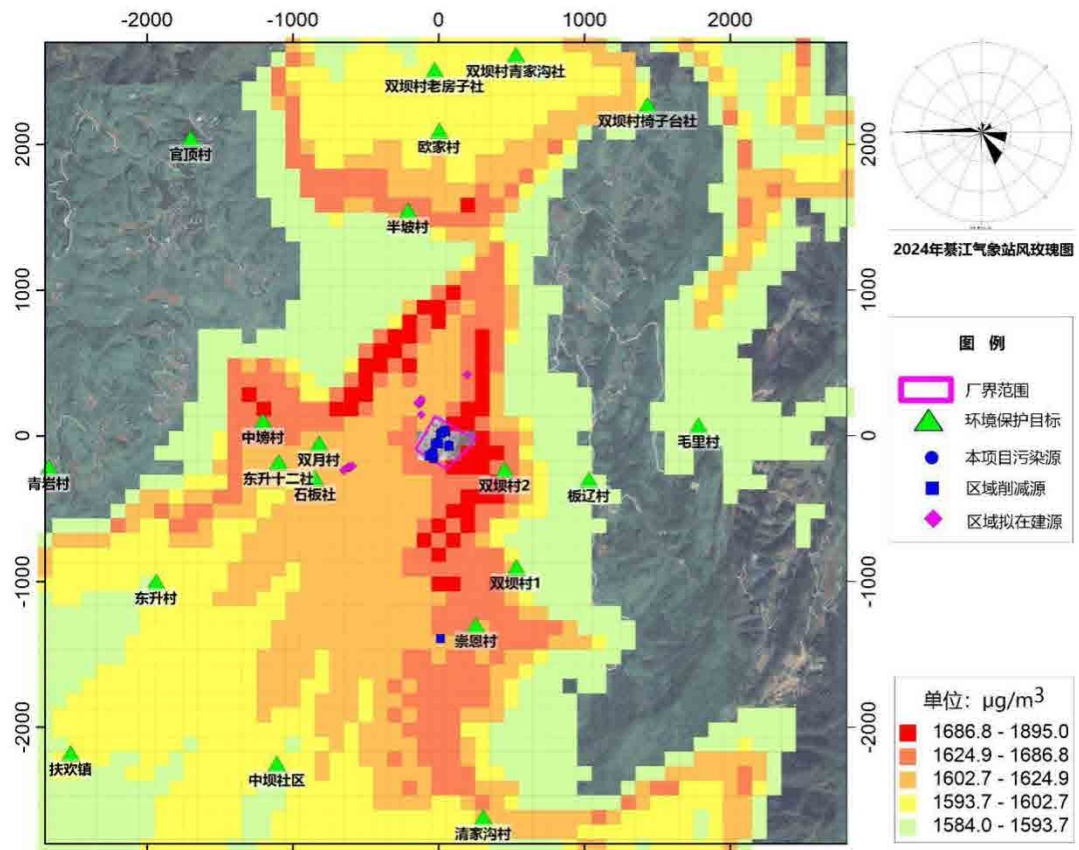 -2000
-1000
0
1000
2000
2000
1000
0
-1000
-2000
2000
1000
0
-1000
-2000
-2000
-1000
0
1000
2000
双坝村青家沟社
双坝村老房子社
双坝村椅子台社
官顶村
欧家村
半坡村
中塝村
双月村
毛里村
东升十二社
青岩村
石板社
双坝村2
板辽村
东升村
双坝村1
崇恩村
扶欢镇
中坝社区
清家沟村
2024年綦江气象站风玫瑰图
图 例
厂界范围
环境保护目标
本项目污染源
区域削减源
区域拟在建源
单位：μg/m3
1686.8 - 1895.0
1624.9 - 1686.8
1602.7 - 1624.9
1593.7 - 1602.7
1584.0 - 1593.7